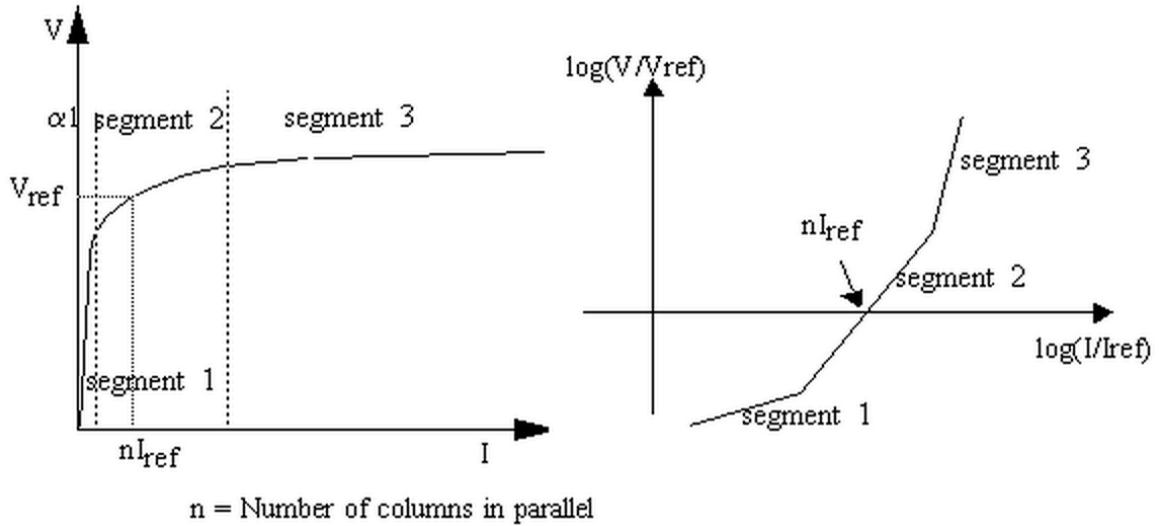 V
α1
segment 2
segment 3
Vref
segment 1
nIref
I
log(V/Vref)
segment 3
nIref
segment 2
log(I/Iref)
segment 1
n = Number of columns in parallel